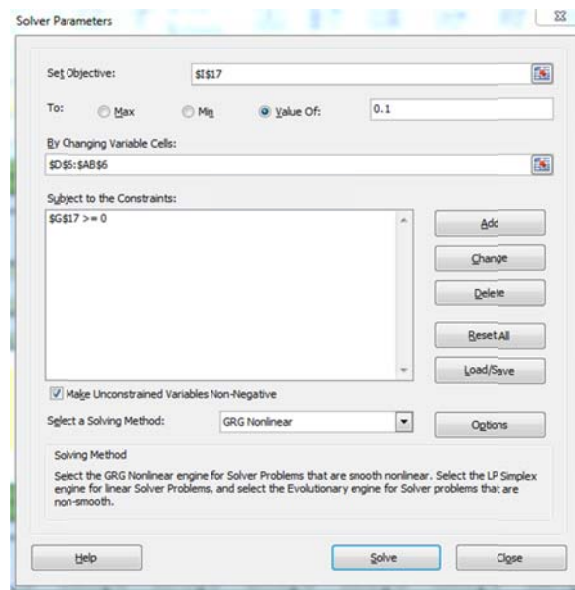 Solver Parameters
Set Objective: $I$17
To: Max Min Value Of: 0.1
By Changing Variable Cells:
$D$5:$AB$6
Subject to the Constraints:
$G$17 >= 0
Add
Change
Delete
Reset All
Load/Save
Make Unconstrained Variables Non-Negative
Select a Solving Method: GRG Nonlinear Options
Solving Method
Select the GRG Nonlinear engine for Solver Problems that are smooth nonlinear. Select the LP Simplex
engine for linear Solver Problems, and select the Evolutionary engine for Solver problems that are
non-smooth.
Help Solve Close